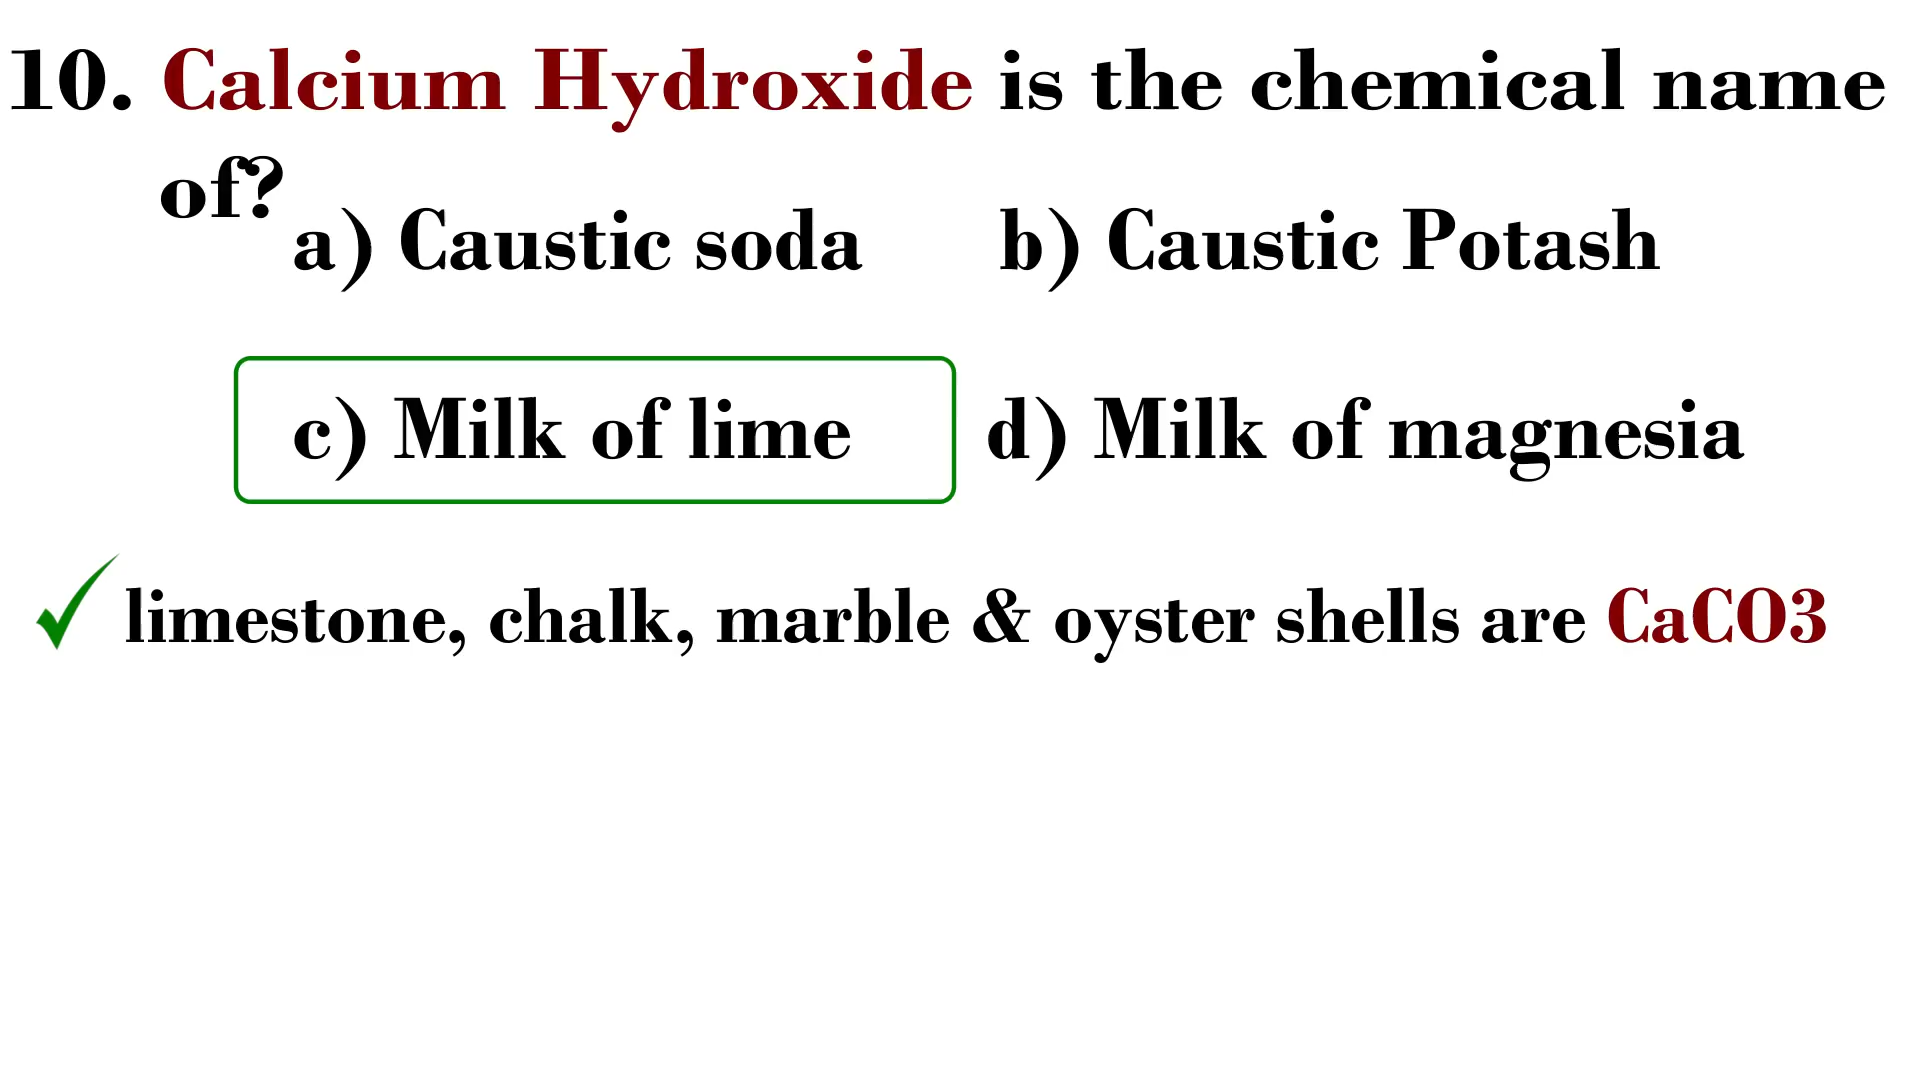 10. Calcium Hydroxide is the chemical name
of?
a) Caustic soda b) Caustic Potash
c) Milk of lime d) Milk of magnesia
limestone, chalk, marble & oyster shells are CaCO3